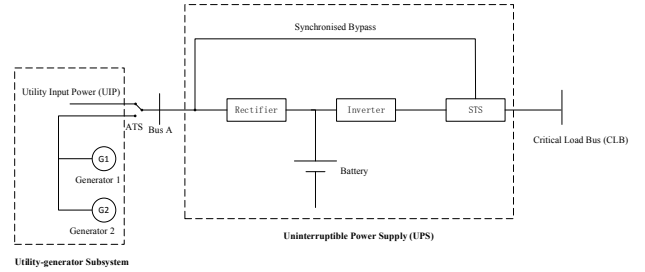 Synchronised Bypass
Utility Input Power (UIP)
Rectifier
Inverter
STS
ATS
Bus A
Critical Load Bus (CLB)
G1
Generator 1
Battery
G2
Generator 2
Uninterruptible Power Supply (UPS)
Utility-generator Subsystem